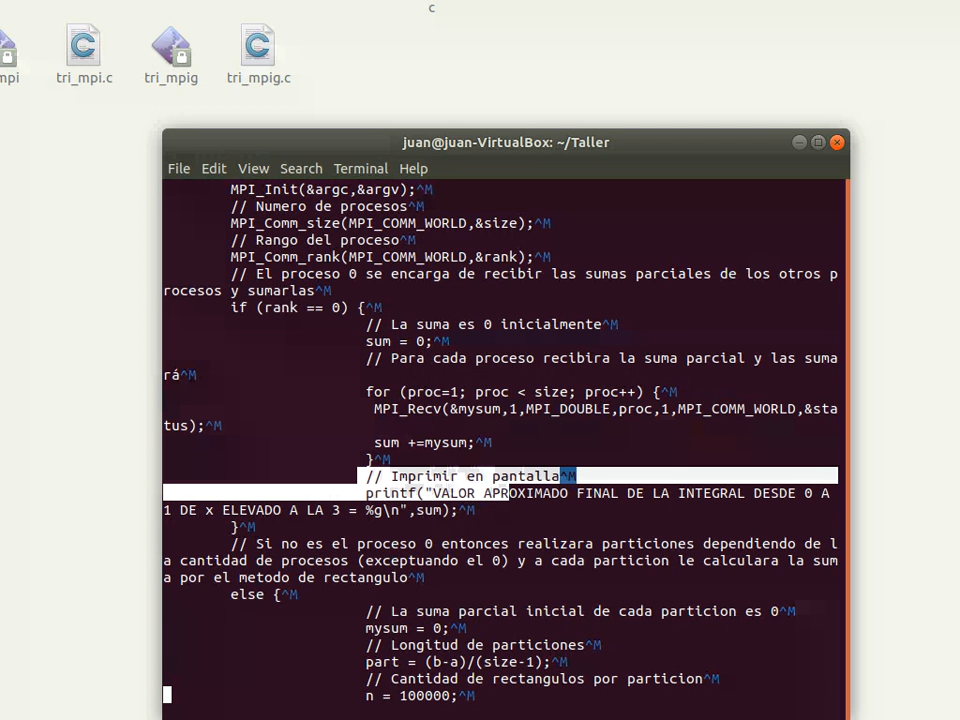 c
mpi
tri_mpi.c
tri_mpig
tri_mpig.c
juan@juan-VirtualBox: ~/Taller
File Edit View Search Terminal Help
MPI_Init(&argc,&argv);^M
// Numero de procesos^M
MPI_Comm_size(MPI_COMM_WORLD,&size);^M
// Rango del proceso^M
MPI_Comm_rank(MPI_COMM_WORLD,&rank);^M
// El proceso 0 se encarga de recibir las sumas parciales de los otros p
rocesos y sumarlas^M
if (rank == 0) {^M
// La suma es 0 inicialmente^M
sum = 0;^M
// Para cada proceso recibira la suma parcial y las suma
rá^M
for (proc=1; proc < size; proc++) {^M
MPI_Recv(&mysum,1,MPI_DOUBLE,proc,1,MPI_COMM_WORLD,&sta
tus);^M
sum +=mysum;^M
}^M
// Imprimir en pantalla^M
printf("VALOR APROXIMADO FINAL DE LA INTEGRAL DESDE 0 A
1 DE x ELEVADO A LA 3 = %g\n",sum);^M
}^M
// Si no es el proceso 0 entonces realizara particiones dependiendo de l
a cantidad de procesos (exceptuando el 0) y a cada particion le calculara la sum
a por el metodo de rectangulo^M
else {^M
// La suma parcial inicial de cada particion es 0^M
mysum = 0;^M
// Longitud de particiones^M
part = (b-a)/(size-1);^M
// Cantidad de rectangulos por particion^M
n = 100000;^M